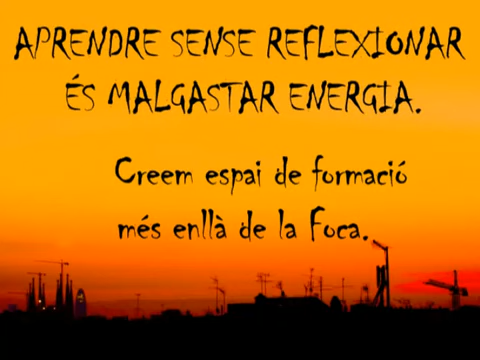 APRENDRE SENSE REFLEXIONAR
ÉS MALGASTAR ENERGIA.
Creem espai de formació
més enllà de la Foca.